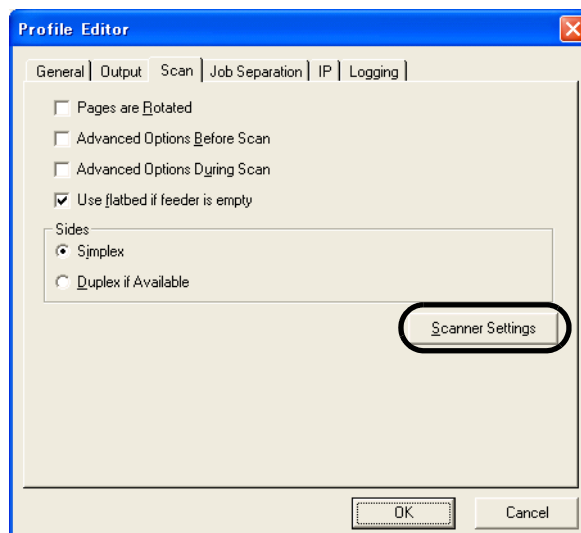 Profile Editor
General Output Scan Job Separation IP Logging
Pages are Rotated
Advanced Options Before Scan
Advanced Options During Scan
Use flatbed if feeder is empty
Sides
Simplex
Duplex if Available
Scanner Settings
OK Cancel